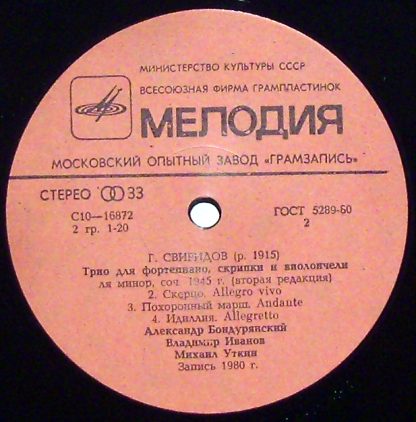 МИНИСТЕРСТВО КУЛЬТУРЫ СССР
ВСЕСОЮЗНАЯ ФИРМА ГРАМПЛАСТИНОК
МЕЛОДИЯ
МОСКОВСКИЙ ОПЫТНЫЙ ЗАВОД «ГРАМЗАПИСЬ»
СТЕРЕО 33
С10—16872
2 гр. 1-20
ГОСТ 5289-80
2
Г. СВИРИДОВ (р. 1915)
Трио для фортепиано, скрипки и виолончели
ля минор, соч. 1945 г. (вторая редакция)
2. Скерцо. Allegro vivo
3. Похоронный марш. Andante
4. Идиллия. Allegretto
Александр Бондурянский
Владимир Иванов
Михаил Уткин
Запись 1980 г.